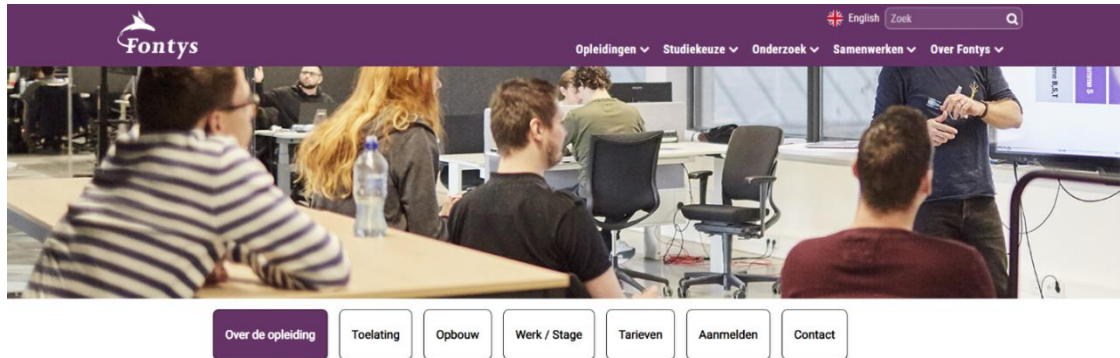 English Zoek
Fontys
Opleidingen Studiekeuze Onderzoek Samenwerken Over Fontys
Over de opleiding Toelating Opbouw Werk / Stage Tarieven Aanmelden Contact